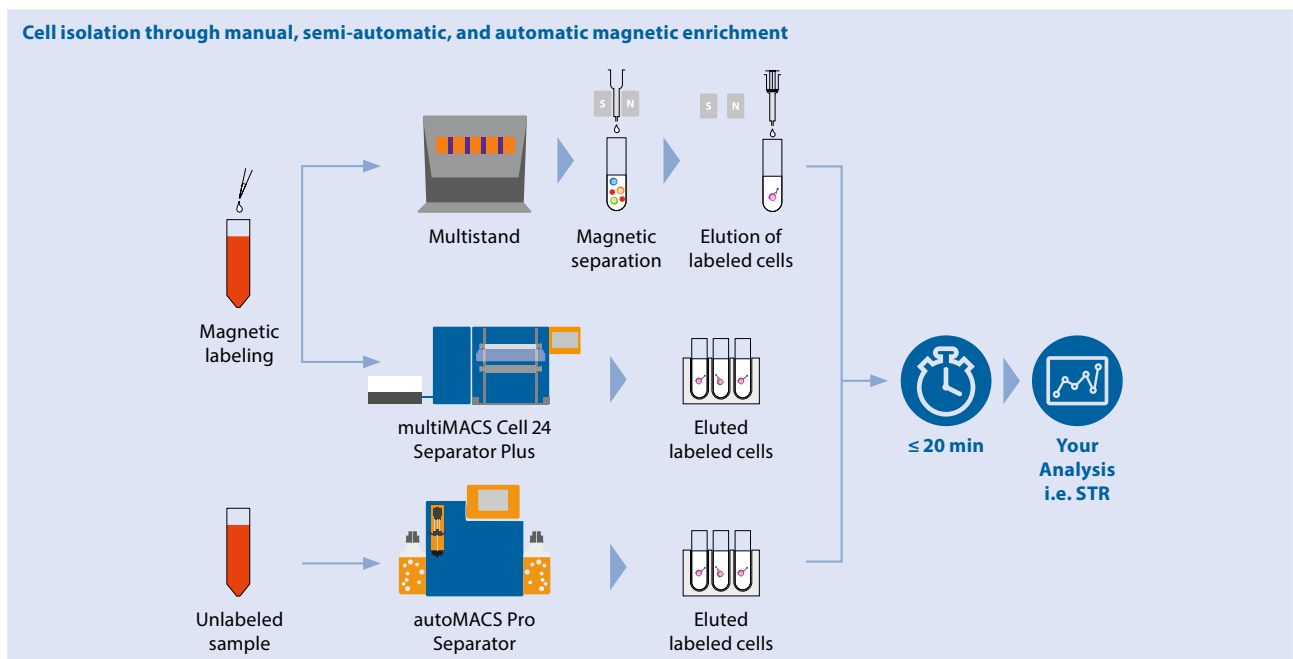 Cell isolation through manual, semi-automatic, and automatic magnetic enrichment
S
N
S
N
Multistand
Magnetic
separation
Elution of
labeled cells
Magnetic
labeling
multiMACS Cell 24
Separator Plus
Eluted
labeled cells
≤ 20 min
Your
Analysis
i.e. STR
Unlabeled
sample
autoMACS Pro
Separator
Eluted
labeled cells